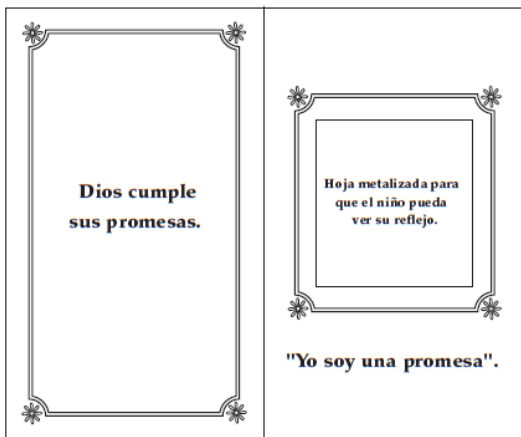 Dios cumple
sus promesas.
Hoja metalizada para
que el niño pueda
ver su reflejo.
"Yo soy una promesa".